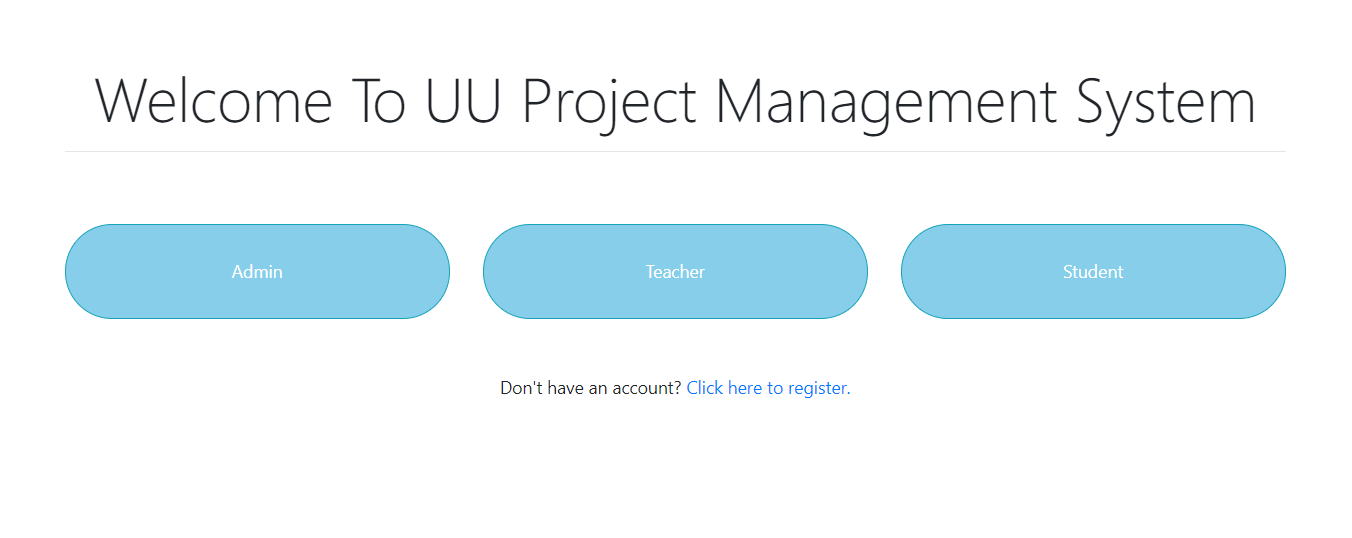 Welcome To UU Project Management System
Admin
Teacher
Student
Don't have an account? Click here to register.